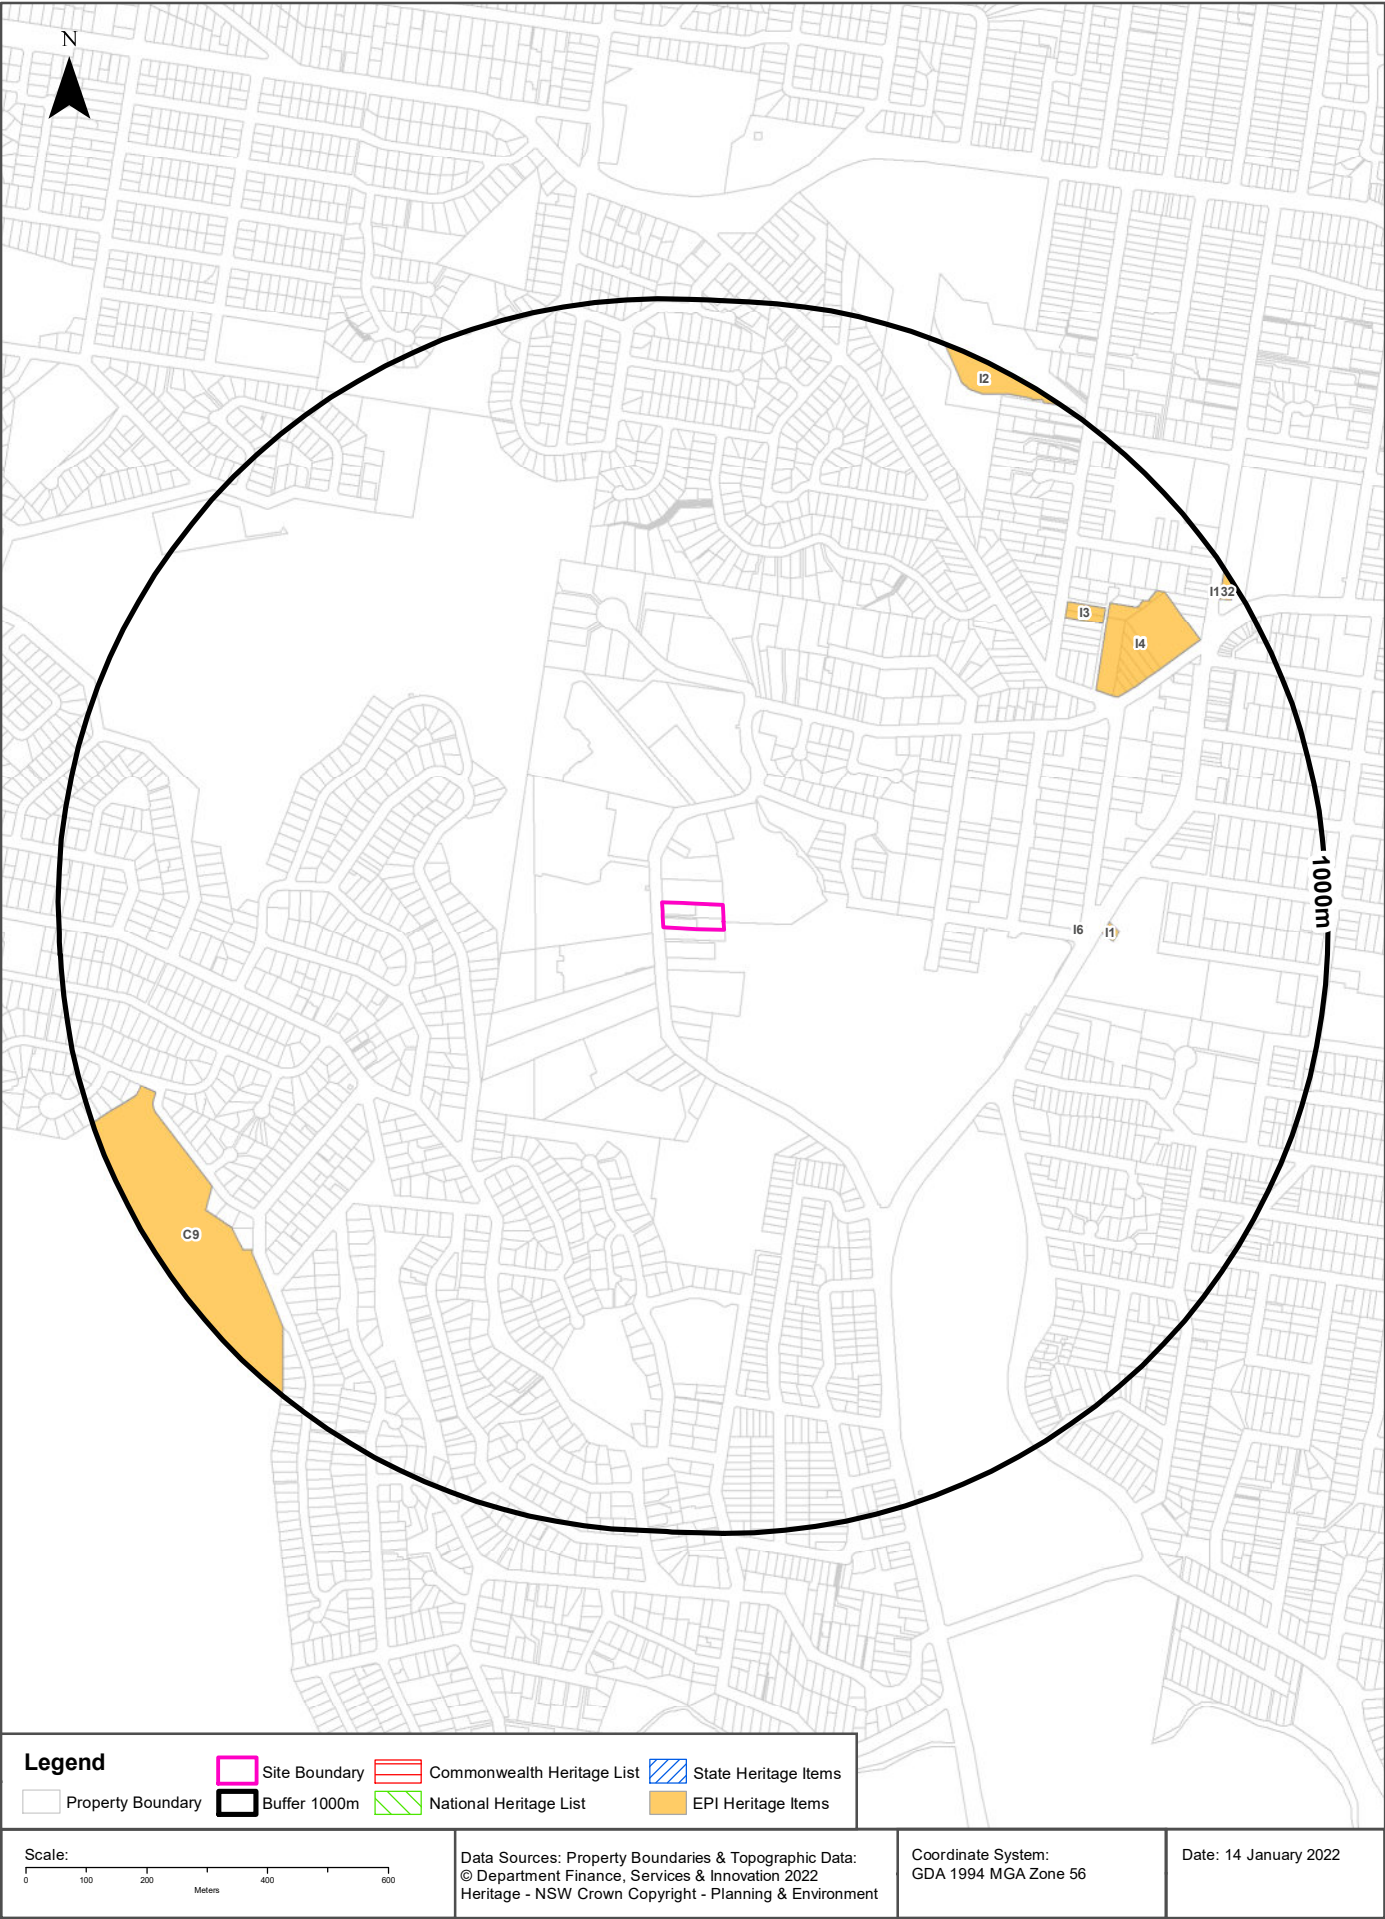 N
I2
I132
I3
I4
1000m
I6
I1
C9
Legend
Site Boundary
Commonwealth Heritage List
State Heritage Items
Property Boundary
Buffer 1000m
National Heritage List
EPI Heritage Items
Scale:
0 100 200 400 600
Meters
Data Sources: Property Boundaries & Topographic Data:
© Department Finance, Services & Innovation 2022
Heritage - NSW Crown Copyright - Planning & Environment
Coordinate System:
GDA 1994 MGA Zone 56
Date: 14 January 2022